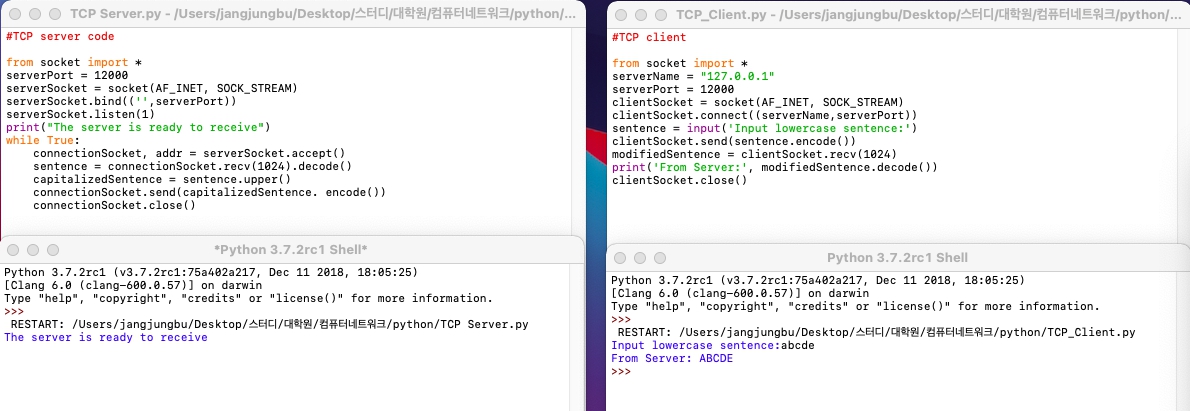 TCP Server.py - /Users/jangjungbu/Desktop/스터디/대학원/컴퓨터네트워크/python/...
#TCP server code
from socket import *
serverPort = 12000
serverSocket = socket(AF_INET, SOCK_STREAM)
serverSocket.bind(('',serverPort))
serverSocket.listen(1)
print("The server is ready to receive")
while True:
    connectionSocket, addr = serverSocket.accept()
    sentence = connectionSocket.recv(1024).decode()
    capitalizedSentence = sentence.upper()
    connectionSocket.send(capitalizedSentence. encode())
    connectionSocket.close()
*Python 3.7.2rc1 Shell*
Python 3.7.2rc1 (v3.7.2rc1:75a402a217, Dec 11 2018, 18:05:25)
[Clang 6.0 (clang-600.0.57)] on darwin
Type "help", "copyright", "credits" or "license()" for more information.
>>>
 RESTART: /Users/jangjungbu/Desktop/스터디/대학원/컴퓨터네트워크/python/TCP Server.py
The server is ready to receive
TCP_Client.py - /Users/jangjungbu/Desktop/스터디/대학원/컴퓨터네트워크/python/...
#TCP client
from socket import *
serverName = "127.0.0.1"
serverPort = 12000
clientSocket = socket(AF_INET, SOCK_STREAM)
clientSocket.connect((serverName,serverPort))
sentence = input('Input lowercase sentence:')
clientSocket.send(sentence.encode())
modifiedSentence = clientSocket.recv(1024)
print('From Server:', modifiedSentence.decode())
clientSocket.close()
Python 3.7.2rc1 Shell
Python 3.7.2rc1 (v3.7.2rc1:75a402a217, Dec 11 2018, 18:05:25)
[Clang 6.0 (clang-600.0.57)] on darwin
Type "help", "copyright", "credits" or "license()" for more information.
>>>
 RESTART: /Users/jangjungbu/Desktop/스터디/대학원/컴퓨터네트워크/python/TCP_Client.py
Input lowercase sentence:abcde
From Server: ABCDE
>>>